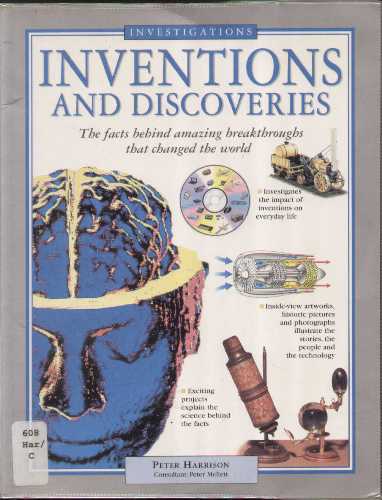 INVESTIGATIONS
INVENTIONS
AND DISCOVERIES
The facts behind amazing breakthroughs
that changed the world
Investigates
the impact of
inventions on
everyday life
Inside-view artworks,
historic pictures
and photographs
illustrate the
stories, the
people and
the technology
Exciting
projects
explain the
science behind
the facts
608
Har/
C
PETER HARRISON
Consultant: Peter Mellett